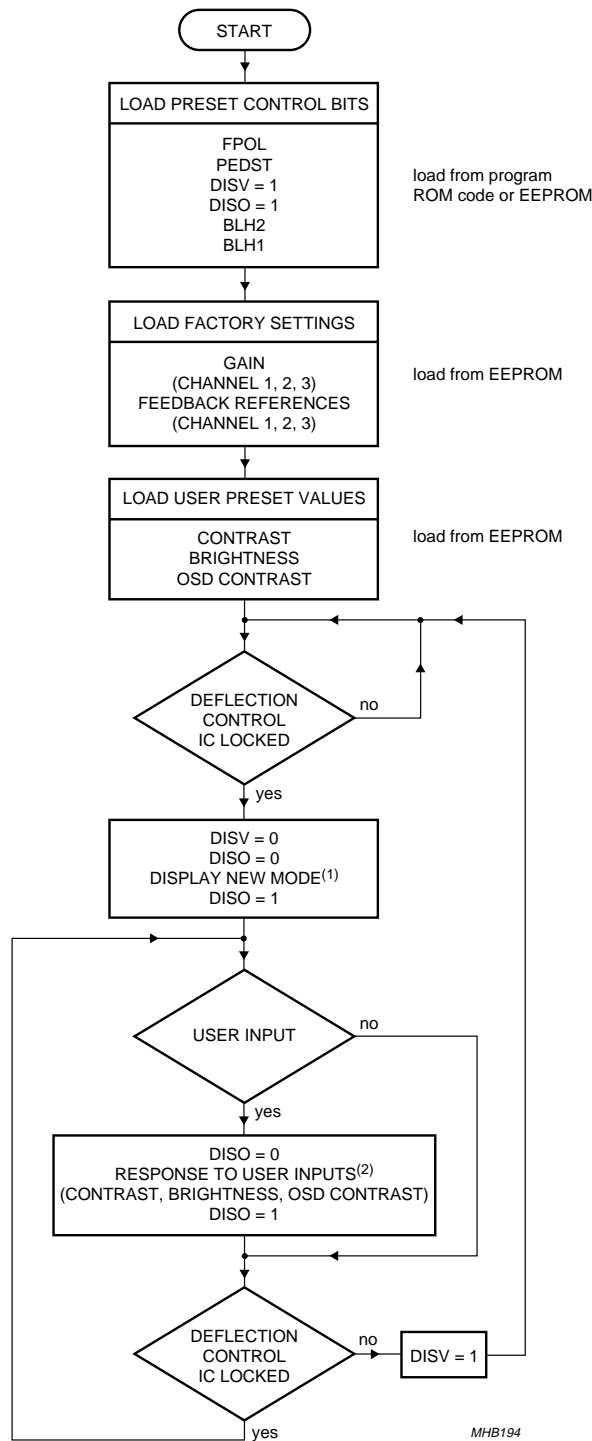 START
LOAD PRESET CONTROL BITS
FPOL
PEDST
DISV = 1
DISO = 1
BLH2
BLH1
load from program
ROM code or EEPROM
LOAD FACTORY SETTINGS
GAIN
(CHANNEL 1, 2, 3)
FEEDBACK REFERENCES
(CHANNEL 1, 2, 3)
load from EEPROM
LOAD USER PRESET VALUES
CONTRAST
BRIGHTNESS
OSD CONTRAST
load from EEPROM
DEFLECTION
CONTROL
IC LOCKED
no
yes
DISV = 0
DISO = 0
DISPLAY NEW MODE(1)
DISO = 1
USER INPUT
no
yes
DISO = 0
RESPONSE TO USER INPUTS(2)
(CONTRAST, BRIGHTNESS, OSD CONTRAST)
DISO = 1
DEFLECTION
CONTROL
IC LOCKED
no
DISV = 1
yes
MHB194